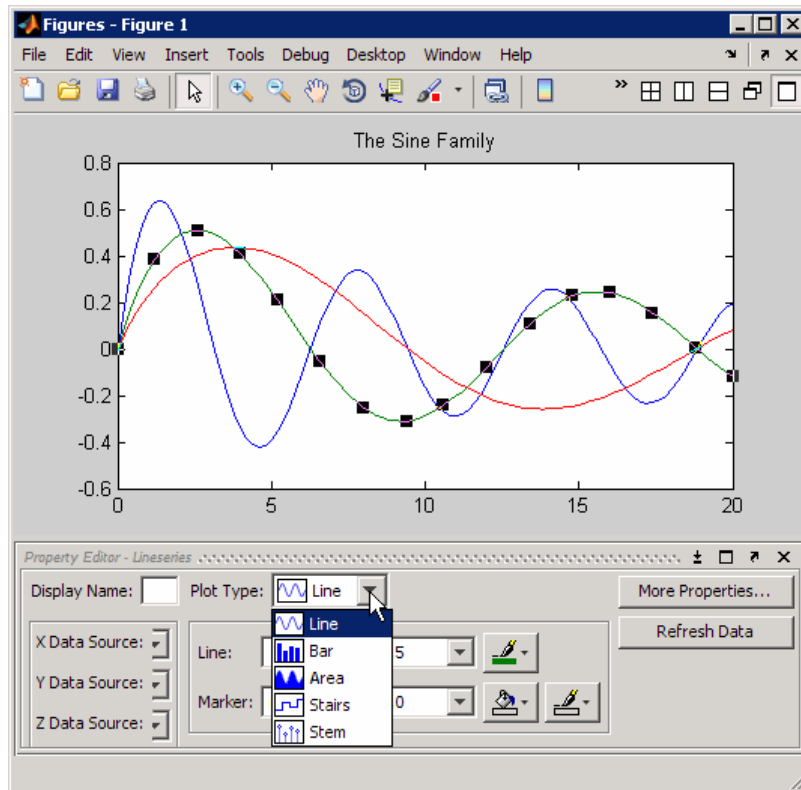 Figures - Figure 1
File Edit View Insert Tools Debug Desktop Window Help
The Sine Family
0.8
0.6
0.4
0.2
0
-0.2
-0.4
-0.6
0 5 10 15 20
Property Editor - Lineseries
Display Name: Plot Type: Line More Properties...
Line
Refresh Data
X Data Source: Line: Bar 5
Y Data Source: Area
Marker: Stairs 0
Z Data Source: Stem